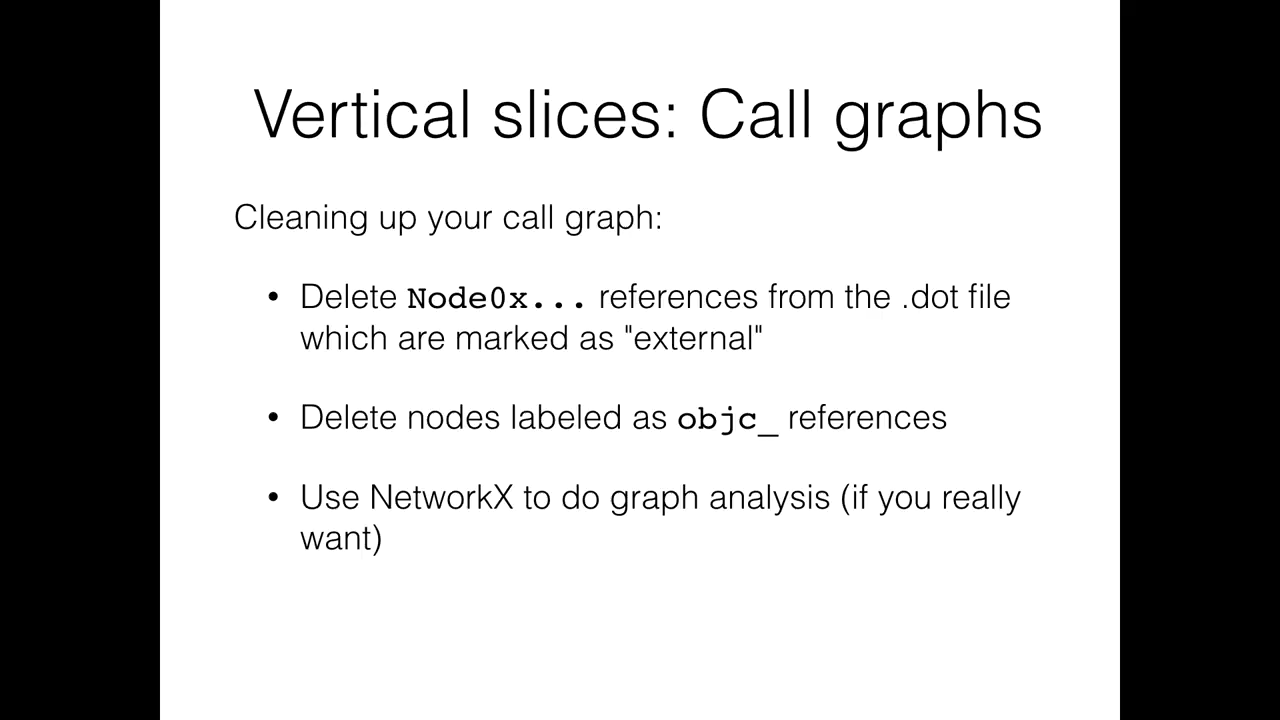 Vertical slices: Call graphs
Cleaning up your call graph:
• Delete Node0x... references from the .dot file
which are marked as "external"
• Delete nodes labeled as objc_ references
• Use NetworkX to do graph analysis (if you really
want)